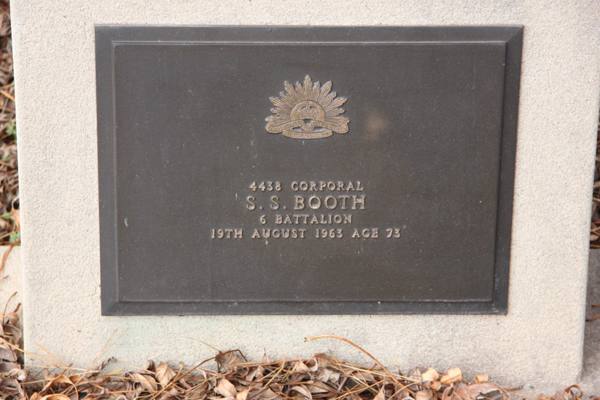 4438 CORPORAL
S. S. BOOTH
6 BATTALION
19TH AUGUST 1963 AGE 73